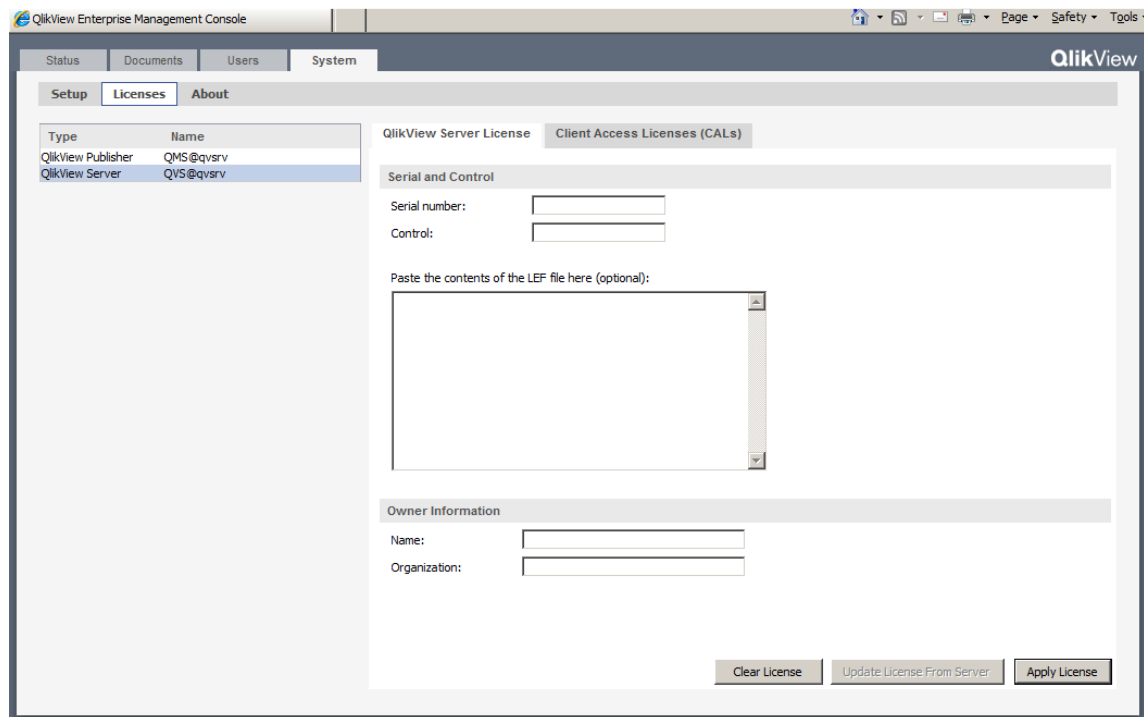 QlikView Enterprise Management Console
Page Safety Tools
Status Documents Users System
QlikView
Setup Licenses About
Type Name
QlikView Publisher QMS@qvsrv
QlikView Server QVS@qvsrv
QlikView Server License Client Access Licenses (CALs)
Serial and Control
Serial number:
Control:
Paste the contents of the LEF file here (optional):
Owner Information
Name:
Organization:
Clear License Update License From Server Apply License